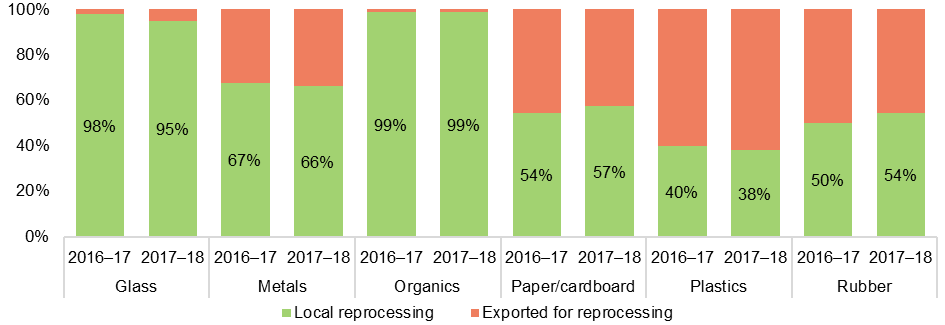 100%
80%
60%
40%
20%
0%
98% 95% 67% 66% 99% 99% 54% 57% 40% 38% 50% 54%
2016–17 2017–18 2016–17 2017–18 2016–17 2017–18 2016–17 2017–18 2016–17 2017–18 2016–17 2017–18
Glass Metals Organics Paper/cardboard Plastics Rubber
Local reprocessing Exported for reprocessing